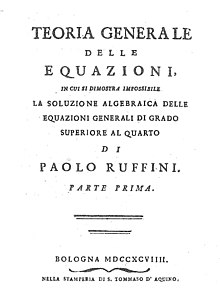 TEORIA GENERALE
DELLE
EQUAZIONI,
IN CUI SI DIMOSTRA IMPOSSIBILE
LA SOLUZIONE ALGEBRAICA DELLE
EQUAZIONI GENERALI DI GRADO
SUPERIORE AL QUARTO
DI
PAOLO RUFFINI.
PARTE PRIMA.
BOLOGNA MDCCXCVIIII.
NELLA STAMPERIA DI S. TOMMASO D'AQUINO.